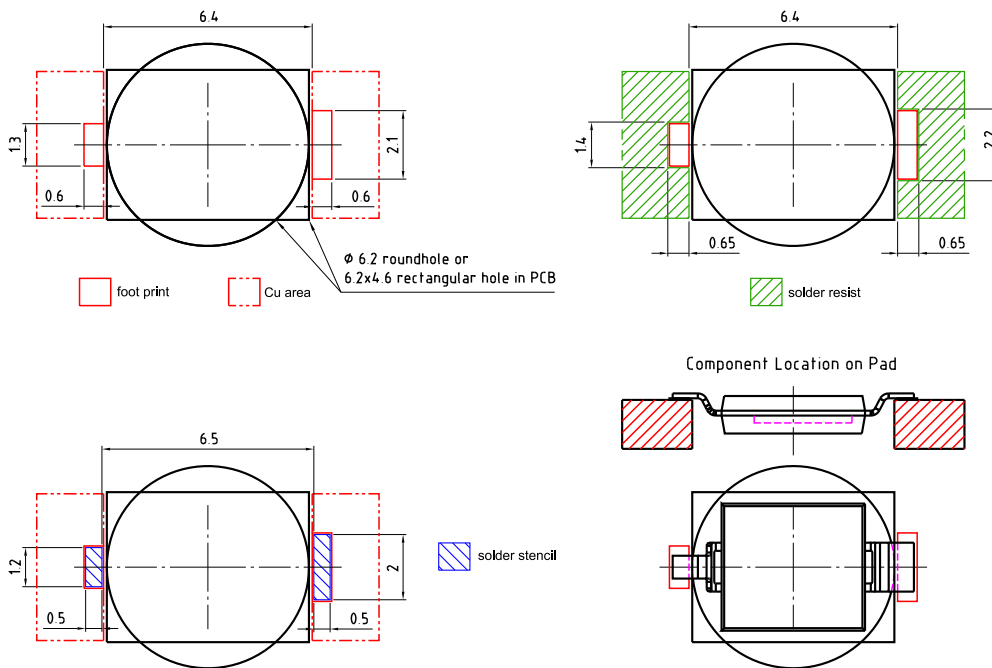 6.4
1.3
2.1
0.6
0.6
Ø 6.2 roundhole or
6.2x4.6 rectangular hole in PCB
foot print
Cu area
6.4
1.4
2.2
0.65
0.65
solder resist
6.5
1.2
2
0.5
0.5
solder stencil
Component Location on Pad